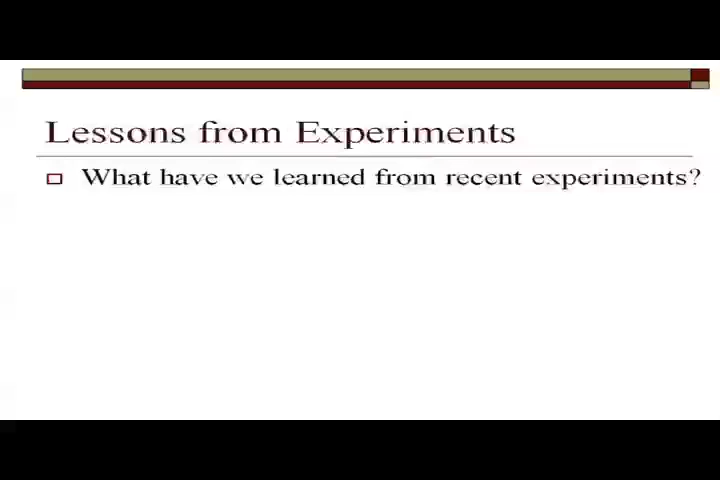 Lessons from Experiments
What have we learned from recent experiments?